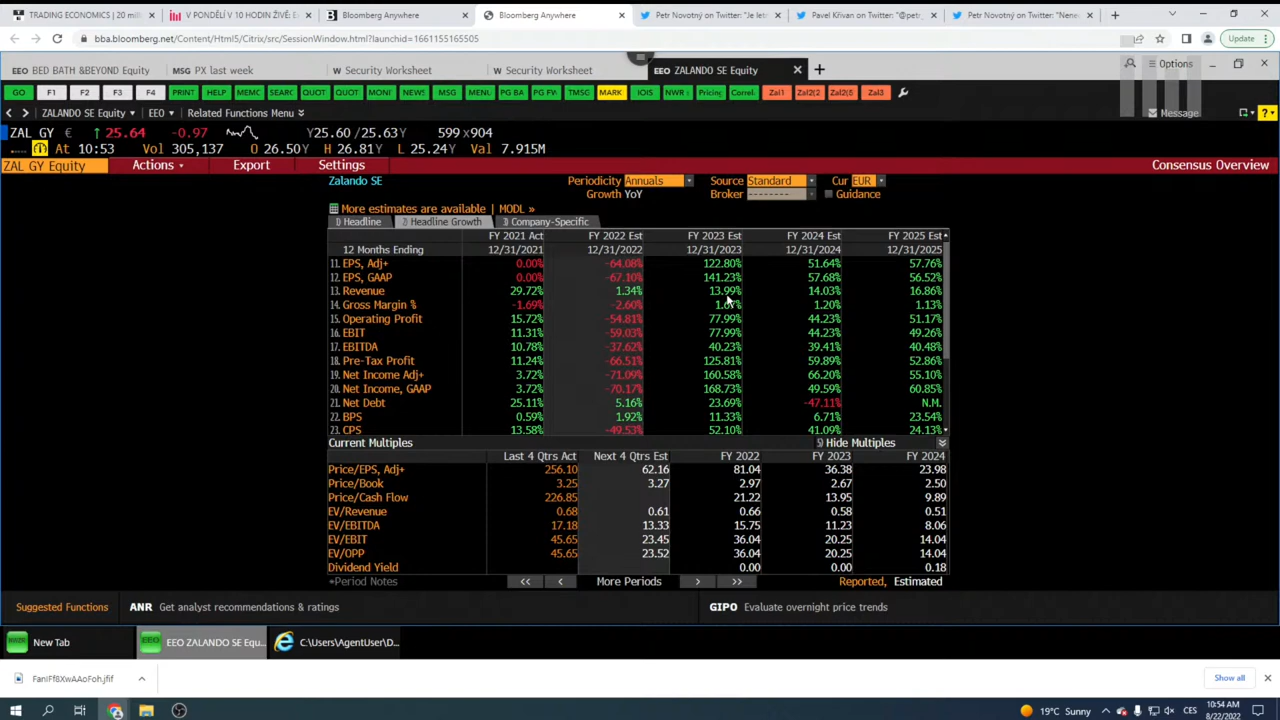 TRADING ECONOMICS | 20 mil
V PONDĚLÍ V 10 HODIN ŽIVĚ: E
Bloomberg Anywhere
Bloomberg Anywhere
Petr Novotný on Twitter: "Je letn
Pavel Křivan on Twitter: "@petr_
Petr Novotný on Twitter: "Nene
bba.bloomberg.net/Content/Html5/Citrix/src/SessionWindow.html?launchid=1661155165505
Update
EEO BED BATH &BEYOND Equity
MSG PX last week
W Security Worksheet
W Security Worksheet
EEO ZALANDO SE Equity
Options
GO F1 F2 F3 F4 PRINT HELP MEMC SEARC QUOT QUOT MONI NEWS MSG MENU PG BA PG FW TMSG MARK IOIS NWR Pricing Correl Zal1 Zal2(2 Zal2(5 Zal3
ZALANDO SE Equity EEO Related Functions Menu
Message
ZAL GY € 25.64 -0.97 Y25.60 /25.63Y 599 x904
At 10:53 Vol 305,137 O 26.50Y H 26.81Y L 25.24Y Val 7.915M
ZAL GY Equity Actions Export Settings Consensus Overview
Zalando SE Periodicity Annuals Source Standard Cur EUR
Growth YoY Broker -------- Guidance
More estimates are available | MODL »
Headline Headline Growth Company-Specific
FY 2021 Act FY 2022 Est FY 2023 Est FY 2024 Est FY 2025 Est
12 Months Ending 12/31/2021 12/31/2022 12/31/2023 12/31/2024 12/31/2025
11. EPS, Adj+ 0.00% -64.08% 122.80% 51.64% 57.76%
12. EPS, GAAP 0.00% -67.10% 141.23% 57.68% 56.52%
13. Revenue 29.72% 1.34% 13.99% 14.03% 16.86%
14. Gross Margin % -1.69% -2.60% 1.20% 1.13%
15. Operating Profit 15.72% -54.81% 77.99% 44.23% 51.17%
16. EBIT 11.31% -59.03% 77.99% 44.23% 49.26%
17. EBITDA 10.78% -37.62% 40.23% 39.41% 40.48%
18. Pre-Tax Profit 11.24% -66.51% 125.81% 59.89% 52.86%
19. Net Income Adj+ 3.72% -71.09% 160.58% 66.20% 55.10%
20. Net Income, GAAP 3.72% -70.17% 168.73% 49.59% 60.85%
21. Net Debt 25.11% 5.16% 23.69% -47.11% N.M.
22. BPS 0.59% 1.92% 11.33% 6.71% 23.54%
23. CPS 13.58% -49.53% 52.10% 41.09% 24.13%
Current Multiples Hide Multiples
Last 4 Qtrs Act Next 4 Qtrs Est FY 2022 FY 2023 FY 2024
Price/EPS, Adj+ 256.10 62.16 81.04 36.38 23.98
Price/Book 3.25 3.27 2.97 2.67 2.50
Price/Cash Flow 226.85 21.22 13.95 9.89
EV/Revenue 0.68 0.61 0.66 0.58 0.51
EV/EBITDA 17.18 13.33 15.75 11.23 8.06
EV/EBIT 45.65 23.45 36.04 20.25 14.04
EV/OPP 45.65 23.52 36.04 20.25 14.04
Dividend Yield 0.00 0.00 0.18
+Period Notes << < More Periods > >> Reported, Estimated
Suggested Functions ANR Get analyst recommendations & ratings GIPO Evaluate overnight price trends
New Tab
EEO EEO ZALANDO SE Equ...
C:\Users\AgentUser\D...
FanIFf8XwAAoFoh.jfif
Show all
19°C Sunny
CES
10:54 AM
8/22/2022